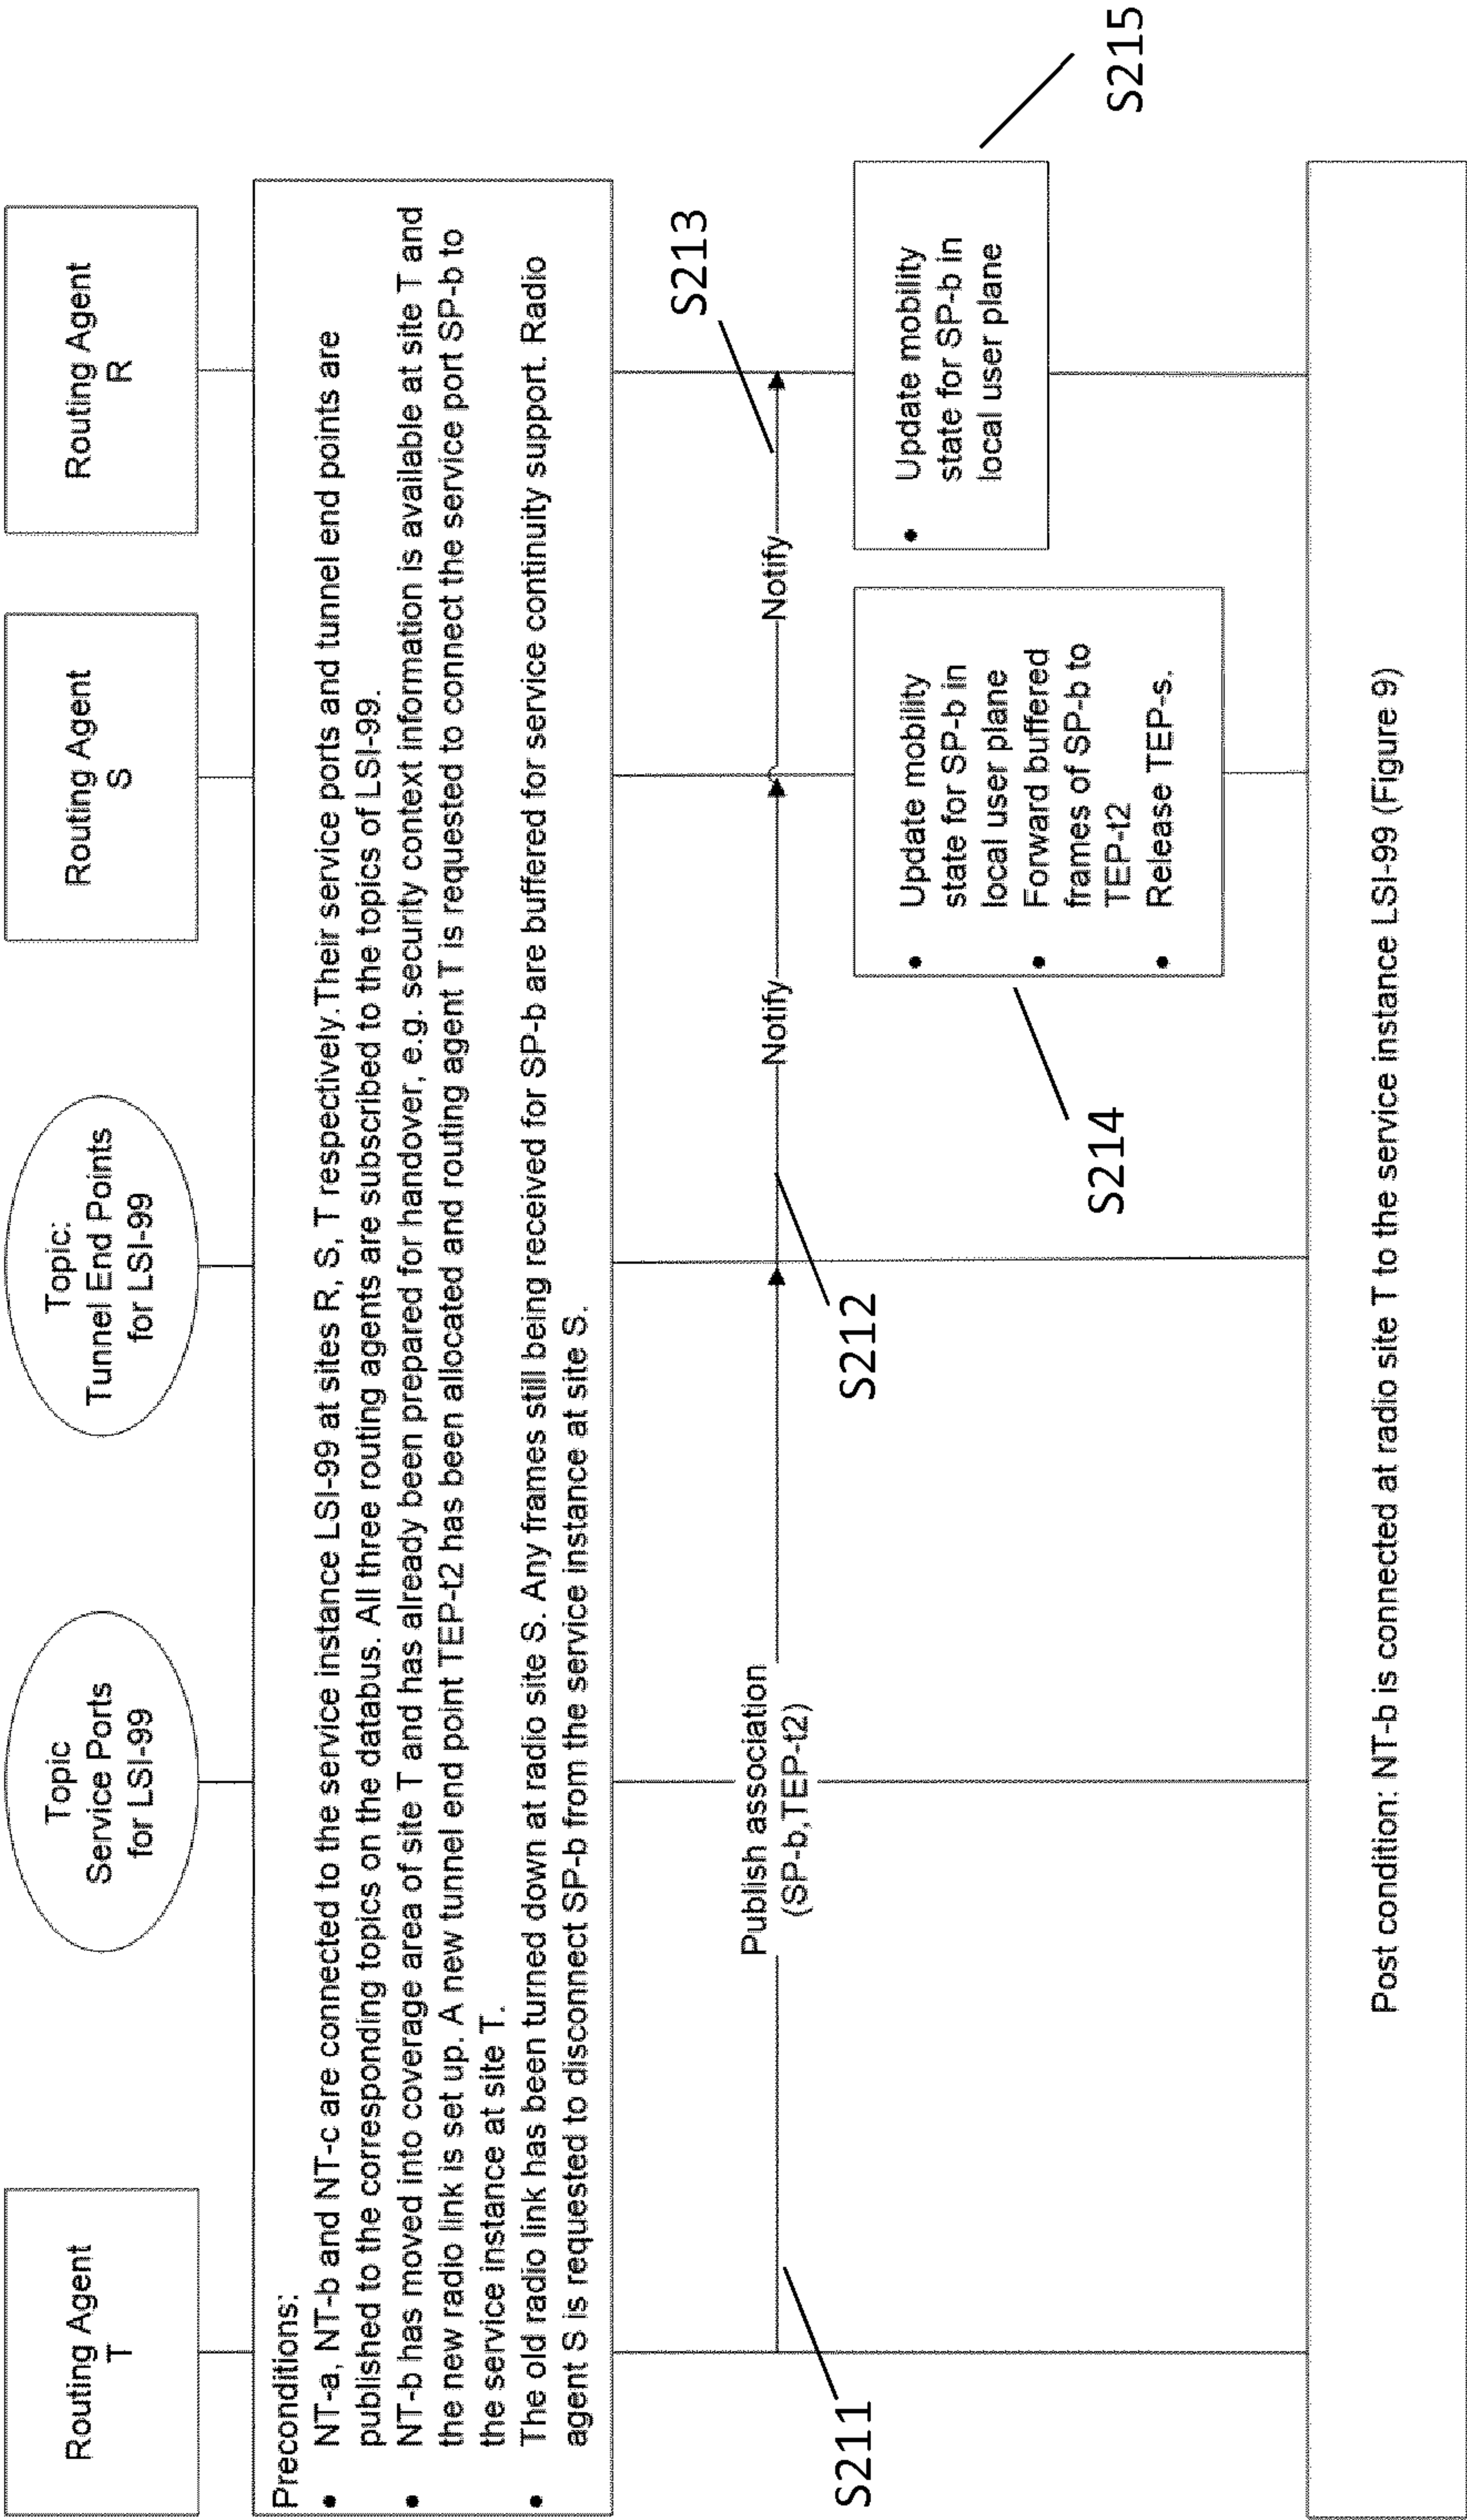 Routing Agent
T
Topic
Service Ports
for LSI-99
Topic:
Tunnel End Points
for LSI-99
Routing Agent
S
Routing Agent
R
Preconditions:
• NT-a, NT-b and NT-c are connected to the service instance LSI-99 at sites R, S, T respectively.Their service ports and tunnel end points are
published to the corresponding topics on the databus. All three routing agents are subscribed to the topics of LSI-99.
• NT-b has moved into coverage area of site T and has already been prepared for handover, e.g. security context information is available at site T and
the new radio link is set up. A new tunnel end point TEP-t2 has been allocated and routing agent T is requested to connect the service port SP-b to
the service instance at site T.
• The old radio link has been turned down at radio site S. Any frames still being received for SP-b are buffered for service continuity support. Radio
agent S is requested to disconnect SP-b from the service instance at site S.
S213
Publish association
(SP-b,TEP-t2)
Notify
Notify
S211
S212
S214
• Update mobility
state for SP-b in
local user plane
• Forward buffered
frames of SP-b to
TEP-t2
• Release TEP-s.
• Update mobility
state for SP-b in
local user plane
S215
Post condition: NT-b is connected at radio site T to the service instance LSI-99 (Figure 9)